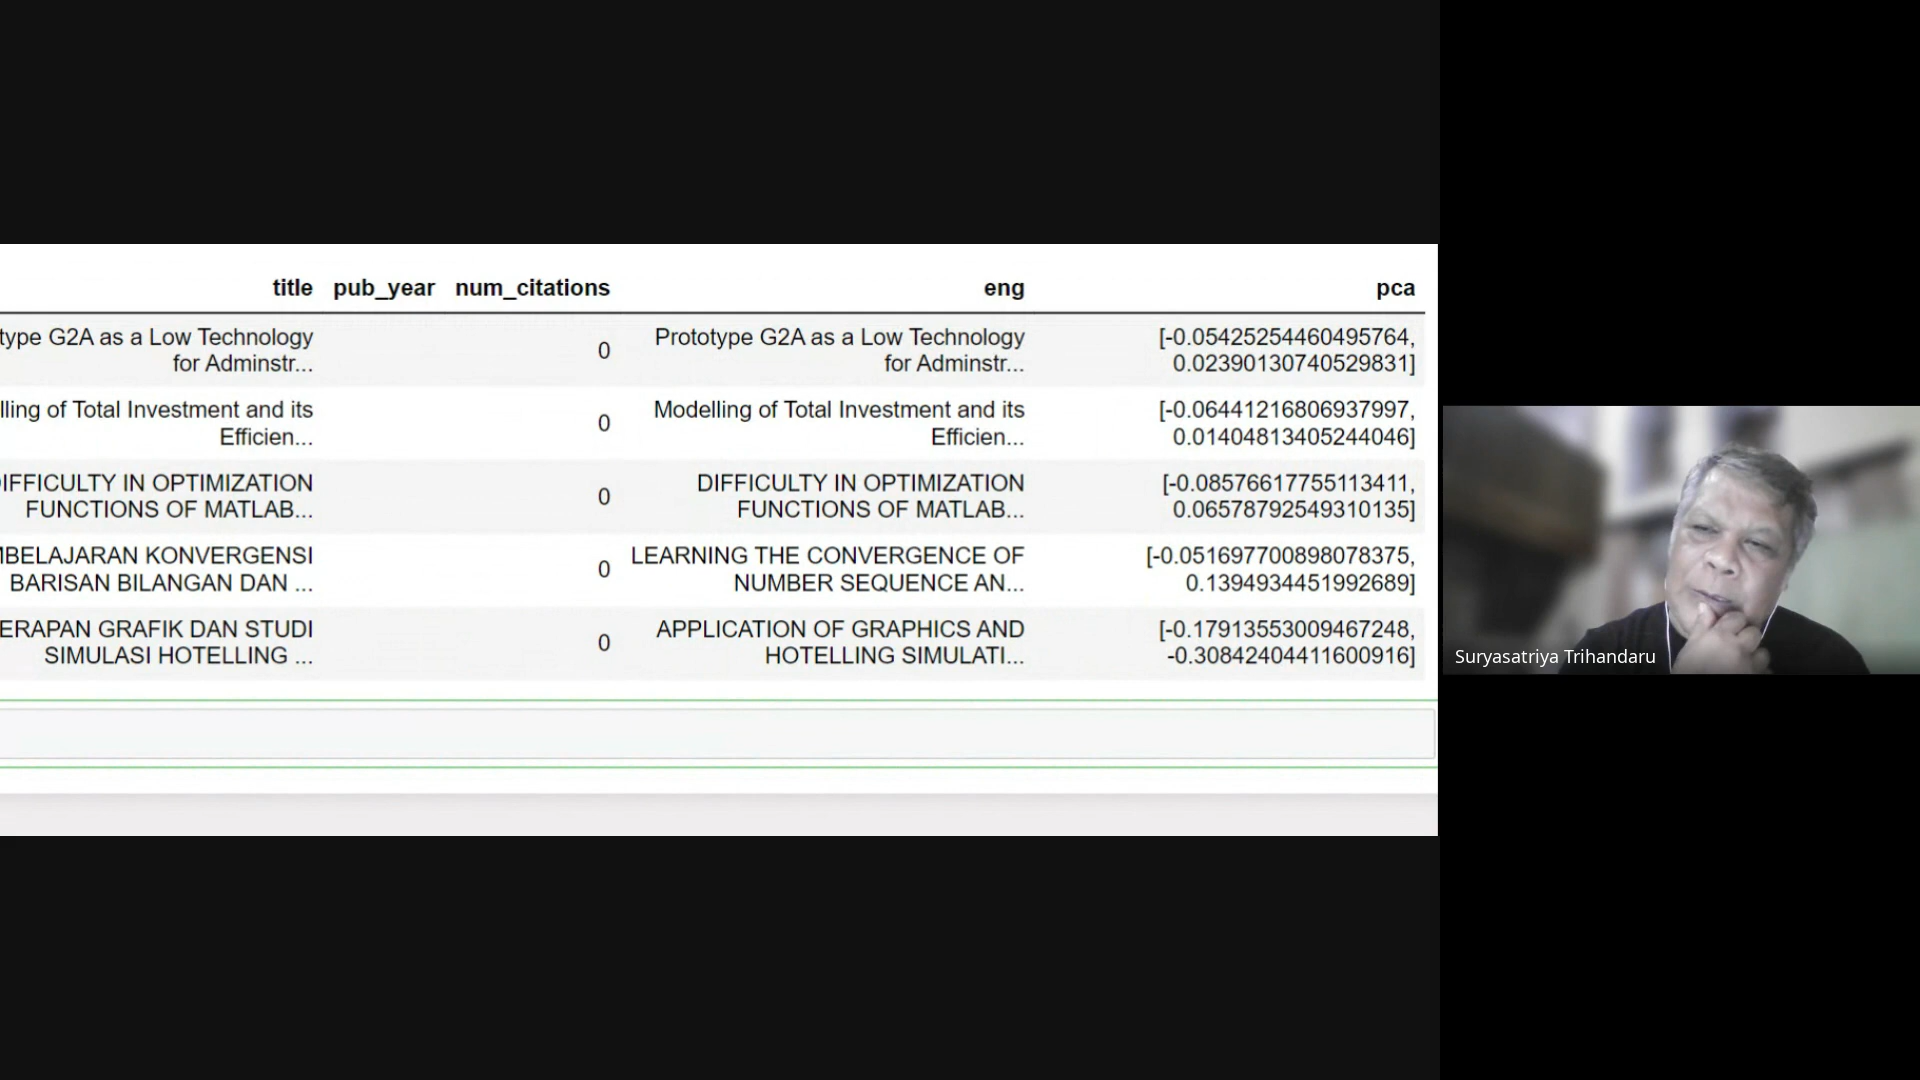 title pub_year num_citations eng pca
type G2A as a Low Technology
for Adminstr...
0
Prototype G2A as a Low Technology
for Adminstr...
[-0.05425254460495764,
0.02390130740529831]
lling of Total Investment and its
Efficien...
0
Modelling of Total Investment and its
Efficien...
[-0.06441216806937997,
0.01404813405244046]
IFFICULTY IN OPTIMIZATION
FUNCTIONS OF MATLAB...
0
DIFFICULTY IN OPTIMIZATION
FUNCTIONS OF MATLAB...
[-0.08576617755113411,
0.06578792549310135]
MBELAJARAN KONVERGENSI
BARISAN BILANGAN DAN ...
0
LEARNING THE CONVERGENCE OF
NUMBER SEQUENCE AN...
[-0.051697700898078375,
0.1394934451992689]
ERAPAN GRAFIK DAN STUDI
SIMULASI HOTELLING ...
0
APPLICATION OF GRAPHICS AND
HOTELLING SIMULATI...
[-0.17913553009467248,
-0.30842404411600916]
Suryasatriya Trihandaru